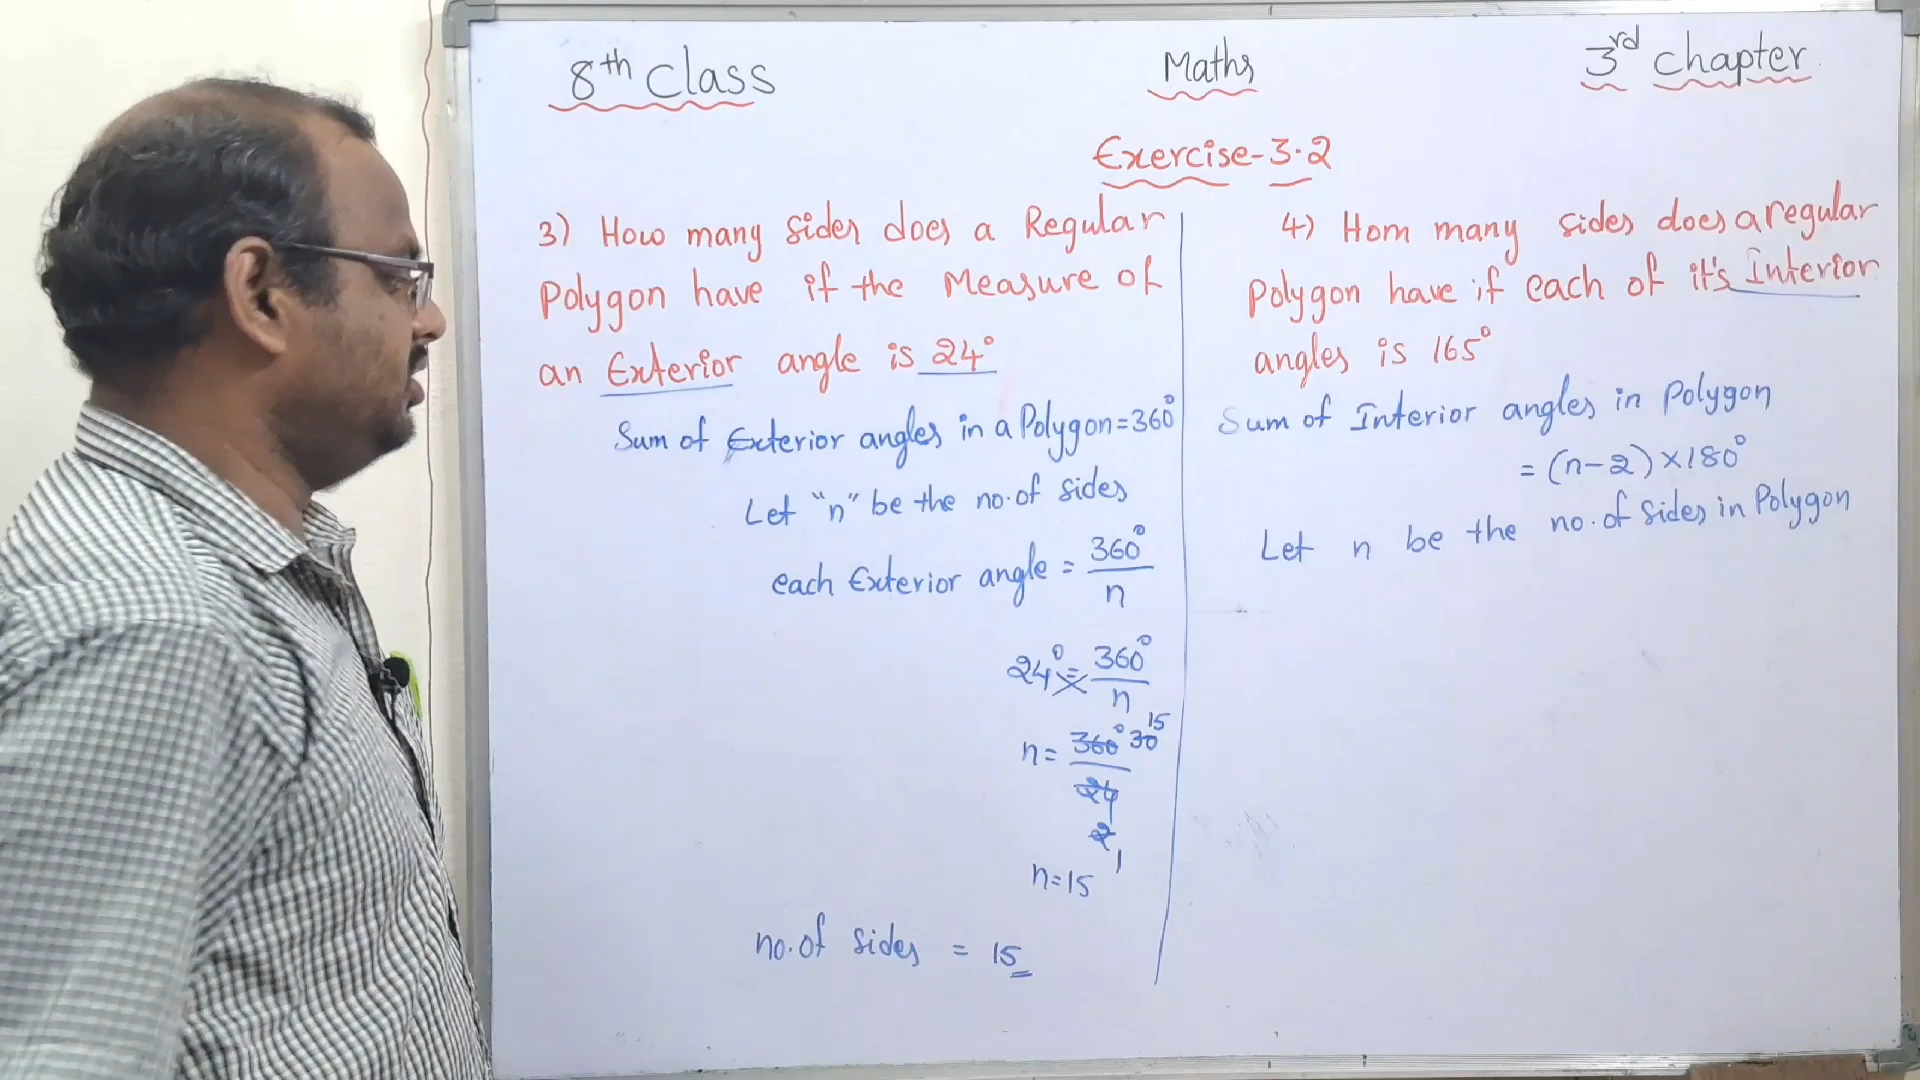 8th Class
Maths
3rd chapter
Exercise-3.2
3) How many sides does a Regular
Polygon have if the Measure of
an Exterior angle is 24°
Sum of Exterior angles in a Polygon=360°
Let "n" be the no.of sides
each Exterior angle = 360°/n
24° = 360°/n
n= 360° 30 15
24
2
1
n=15
no.of sides = 15
4) Hom many sides does a regular
Polygon have if each of it's Interior
angles is 165°
Sum of Interior angles in Polygon
= (n-2)×180°
Let n be the no.of sides in Polygon